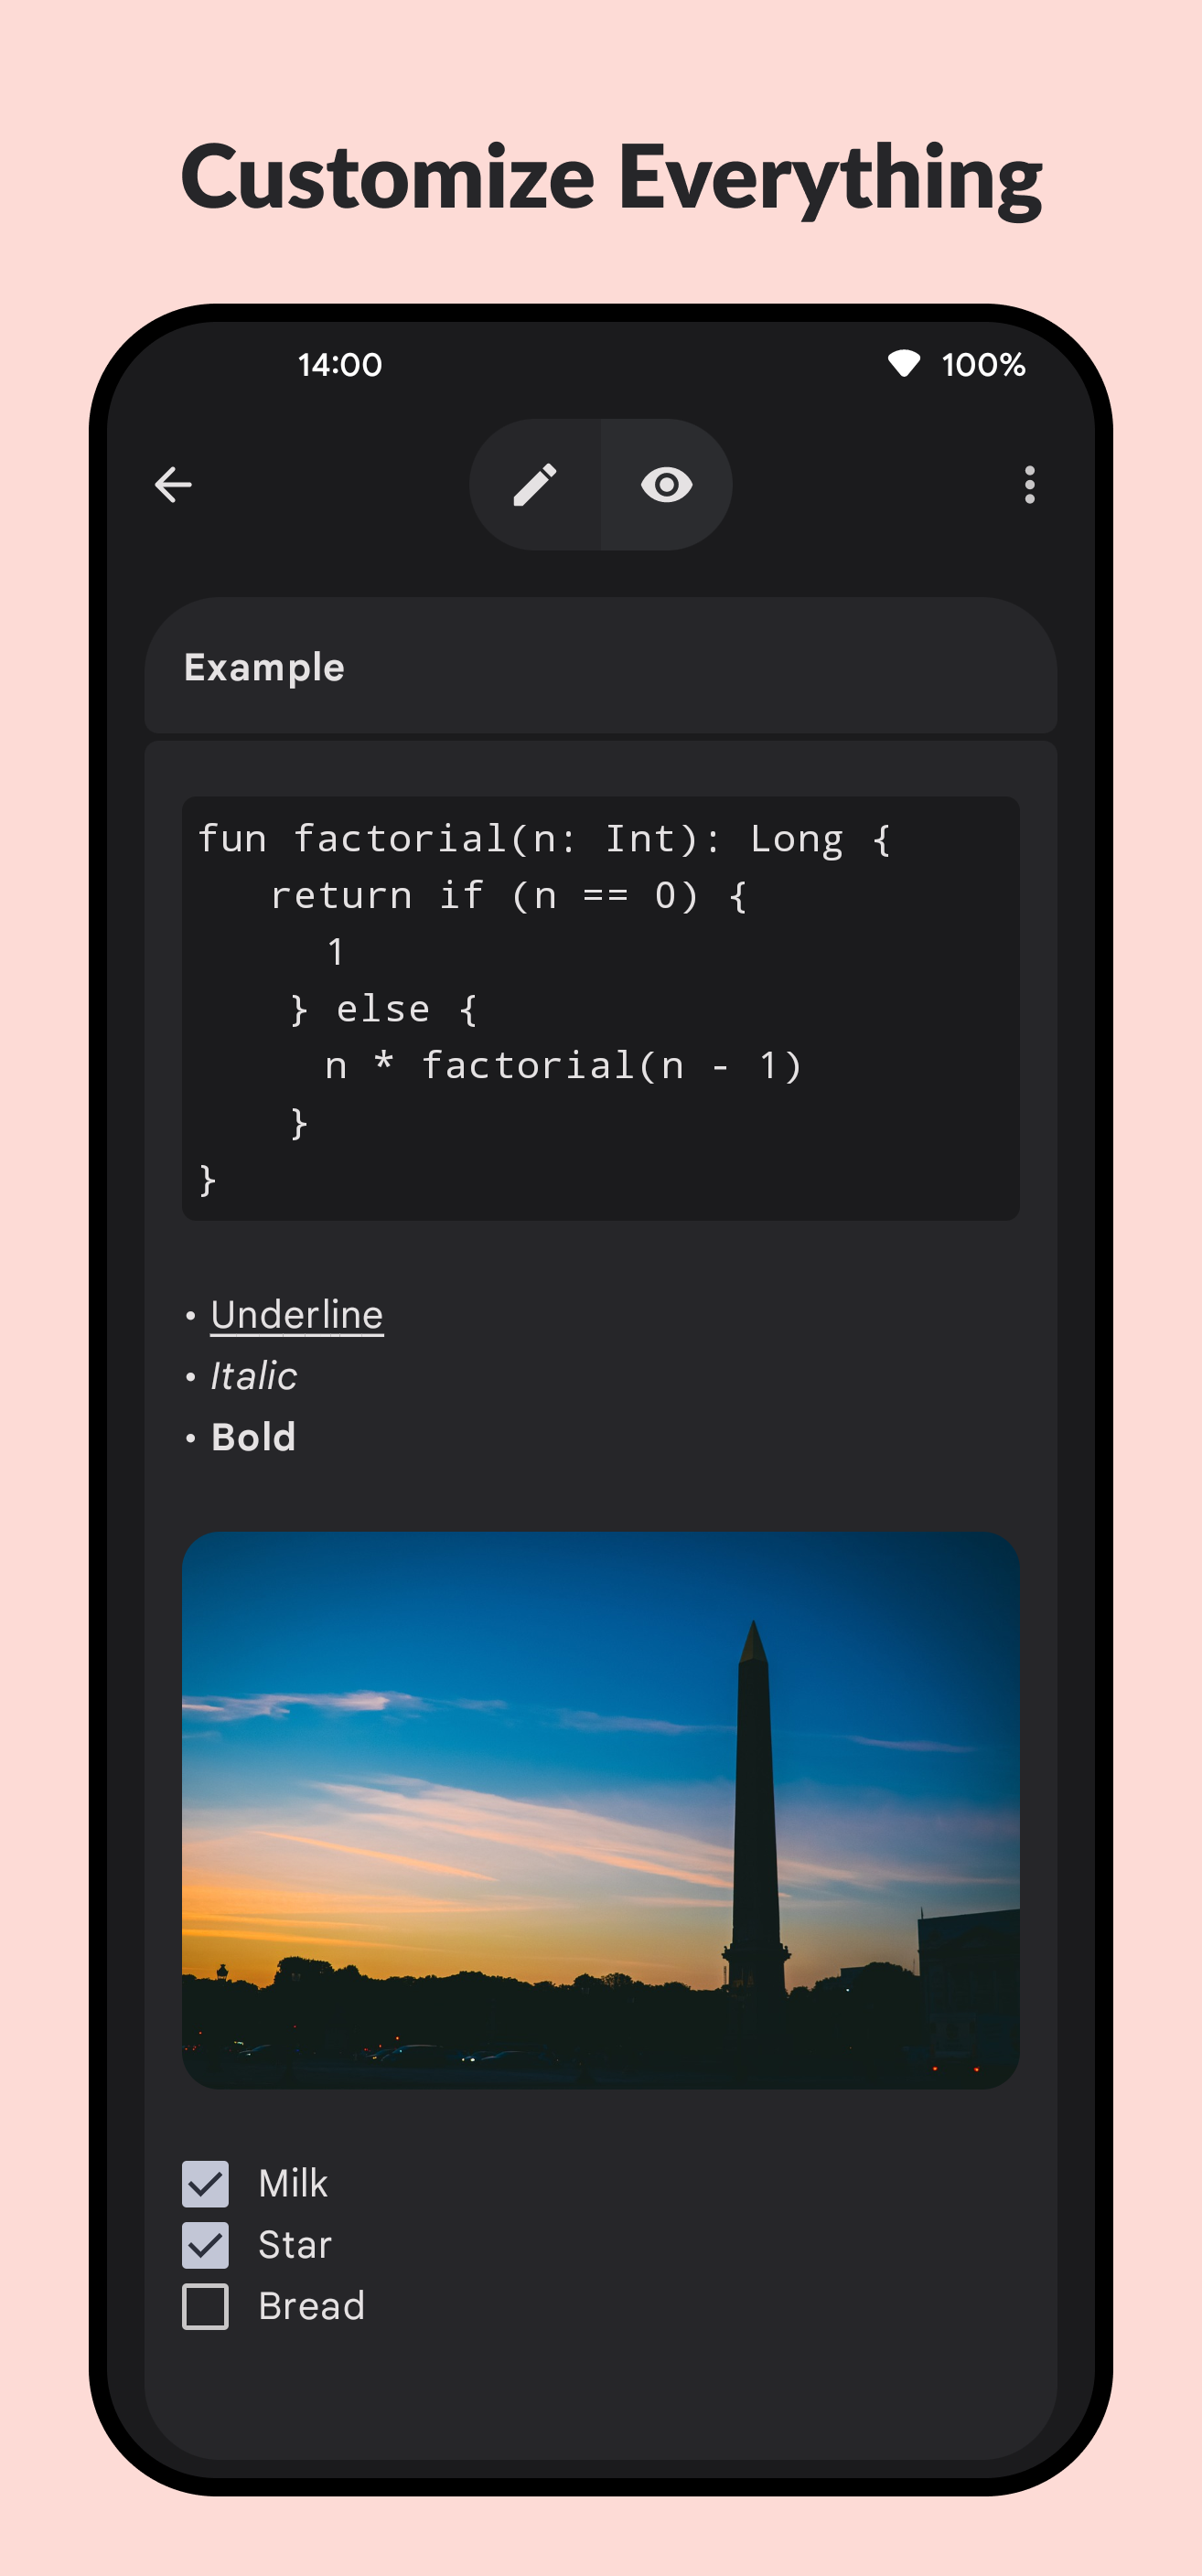 Customize Everything
14:00 100%
Example
fun factorial(n: Int): Long {
   return if (n == 0) {
     1
    } else {
     n * factorial(n - 1)
    }
}
• Underline
• Italic
• Bold
Milk
Star
Bread